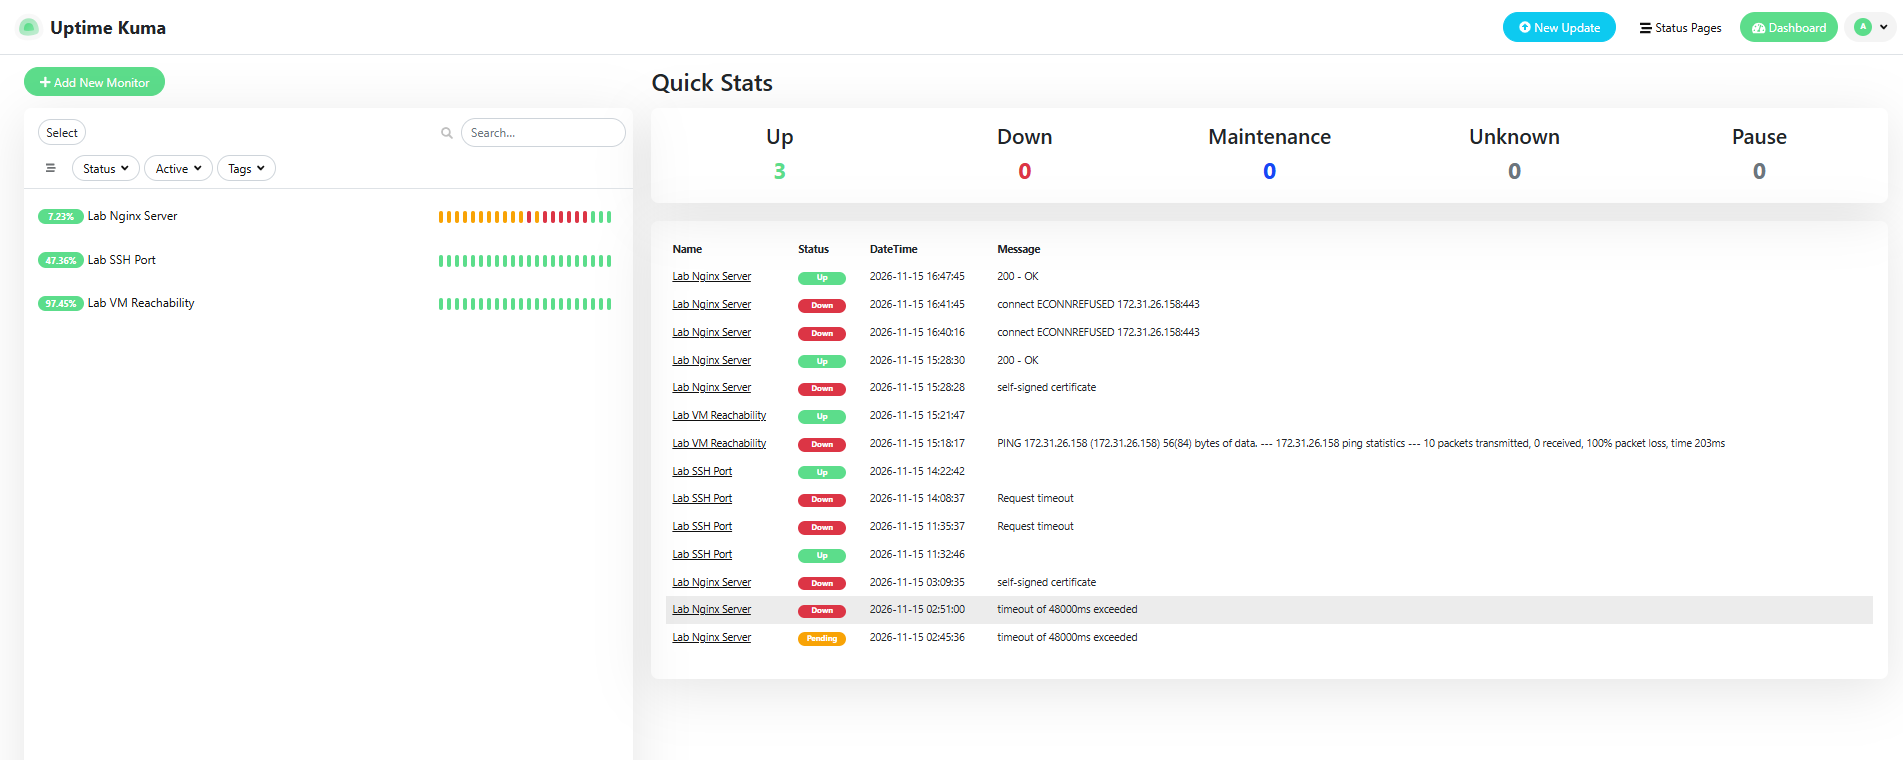 Uptime Kuma
New Update
Status Pages
Dashboard
A
Add New Monitor
Select
Search...
Status
Active
Tags
7.23% Lab Nginx Server
47.36% Lab SSH Port
97.45% Lab VM Reachability
Quick Stats
Up Down Maintenance Unknown Pause
3 0 0 0 0
Name Status DateTime Message
Lab Nginx Server Up 2026-11-15 16:47:45 200 - OK
Lab Nginx Server Down 2026-11-15 16:41:45 connect ECONNREFUSED 172.31.26.158:443
Lab Nginx Server Down 2026-11-15 16:40:16 connect ECONNREFUSED 172.31.26.158:443
Lab Nginx Server Up 2026-11-15 15:28:30 200 - OK
Lab Nginx Server Down 2026-11-15 15:28:28 self-signed certificate
Lab VM Reachability Up 2026-11-15 15:21:47
Lab VM Reachability Down 2026-11-15 15:18:17 PING 172.31.26.158 (172.31.26.158) 56(84) bytes of data. --- 172.31.26.158 ping statistics --- 10 packets transmitted, 0 received, 100% packet loss, time 203ms
Lab SSH Port Up 2026-11-15 14:22:42
Lab SSH Port Down 2026-11-15 14:08:37 Request timeout
Lab SSH Port Down 2026-11-15 11:35:37 Request timeout
Lab SSH Port Up 2026-11-15 11:32:46
Lab Nginx Server Down 2026-11-15 03:09:35 self-signed certificate
Lab Nginx Server Down 2026-11-15 02:51:00 timeout of 48000ms exceeded
Lab Nginx Server Pending 2026-11-15 02:45:36 timeout of 48000ms exceeded